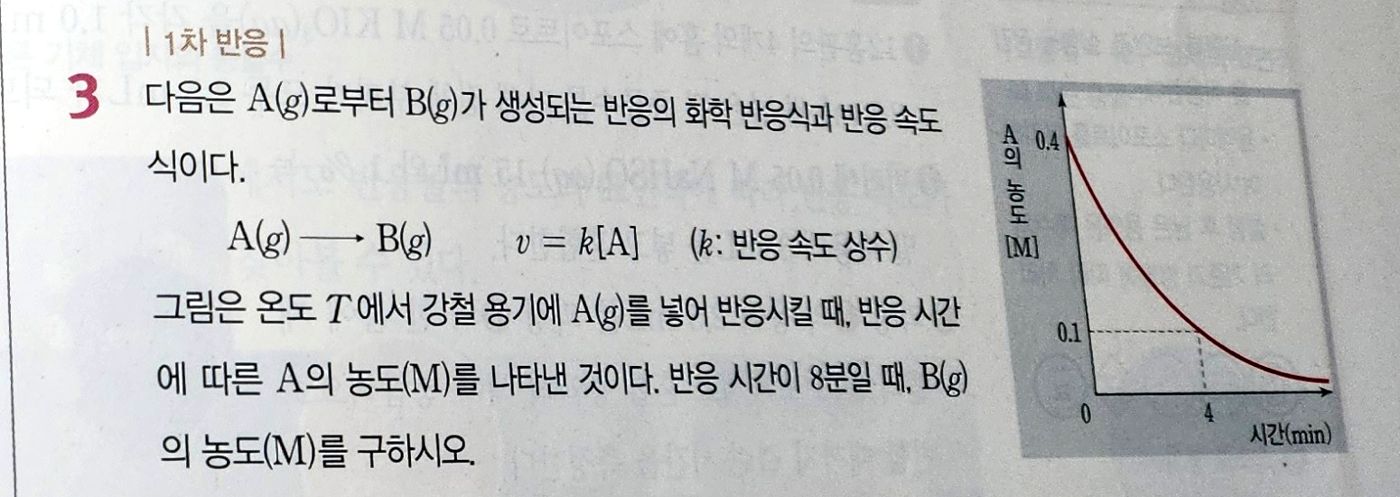 | 1차 반응 |
3 다음은 A(g)로부터 B(g)가 생성되는 반응의 화학 반응식과 반응 속도
식이다.
A(g) ⟶ B(g) v = k[A] (k: 반응 속도 상수)
그림은 온도 T에서 강철 용기에 A(g)를 넣어 반응시킬 때, 반응 시간
에 따른 A의 농도(M)를 나타낸 것이다. 반응 시간이 8분일 때, B(g)
의 농도(M)를 구하시오.
A의 농도 [M]
0.4
0.1
0 4
시간(min)